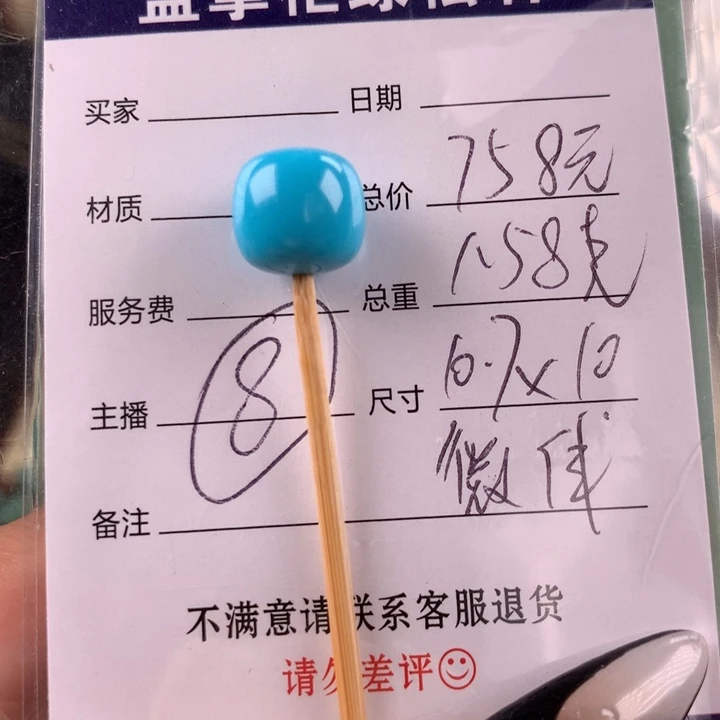 买家 日期
材质 总价 758元
服务费 总重 1.58克
主播 8 尺寸 10.7x10
备注 微
不满意请联系客服退货
请勿差评